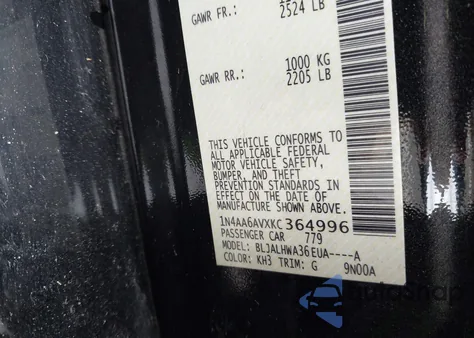 GAWR FR.: 2524 LB
1000 KG
GAWR RR.: 2205 LB
THIS VEHICLE CONFORMS TO
ALL APPLICABLE FEDERAL
MOTOR VEHICLE SAFETY,
BUMPER, AND THEFT
PREVENTION STANDARDS IN
EFFECT ON THE DATE OF
MANUFACTURE SHOWN ABOVE.
1N4AA6AVXKC364996
PASSENGER CAR 779
MODEL: BLJALHWA36EUA----A
COLOR: KH3 TRIM: G 9N00A
autoSnap